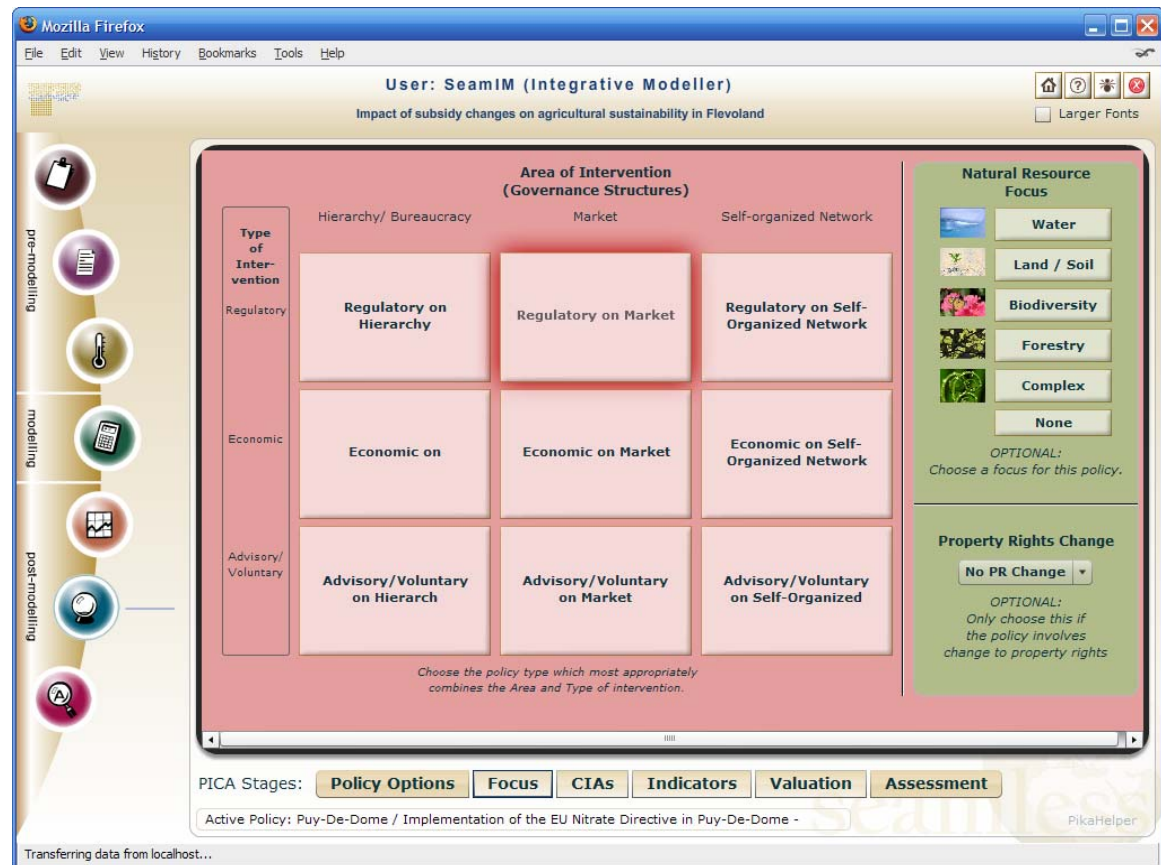 Mozilla Firefox
File Edit View History Bookmarks Tools Help
User: SeamIM (Integrative Modeller)
Impact of subsidy changes on agricultural sustainability in Flevoland
Larger Fonts
pre-modelling
modelling
post-modelling
Area of Intervention
(Governance Structures)
Hierarchy/ Bureaucracy Market Self-organized Network
Type
of
Inter-
vention
Regulatory
Regulatory on
Hierarchy
Regulatory on Market
Regulatory on Self-
Organized Network
Economic
Economic on
Economic on Market
Economic on Self-
Organized Network
Advisory/
Voluntary
Advisory/Voluntary
on Hierarch
Advisory/Voluntary
on Market
Advisory/Voluntary
on Self-Organized
Choose the policy type which most appropriately
combines the Area and Type of intervention.
Natural Resource
Focus
Water
Land / Soil
Biodiversity
Forestry
Complex
None
OPTIONAL:
Choose a focus for this policy.
Property Rights Change
No PR Change
OPTIONAL:
Only choose this if
the policy involves
change to property rights
PICA Stages: Policy Options Focus CIAs Indicators Valuation Assessment
Active Policy: Puy-De-Dome / Implementation of the EU Nitrate Directive in Puy-De-Dome -
seamless
PikaHelper
Transferring data from localhost...